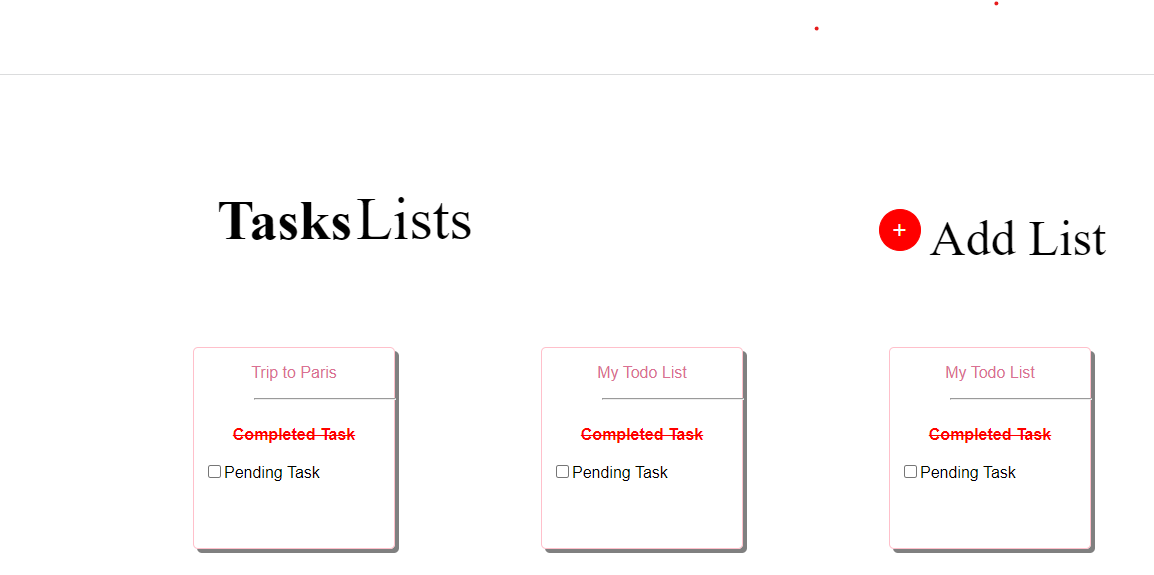 Tasks Lists
+ Add List
Trip to Paris
Completed Task
Pending Task
My Todo List
Completed Task
Pending Task
My Todo List
Completed Task
Pending Task